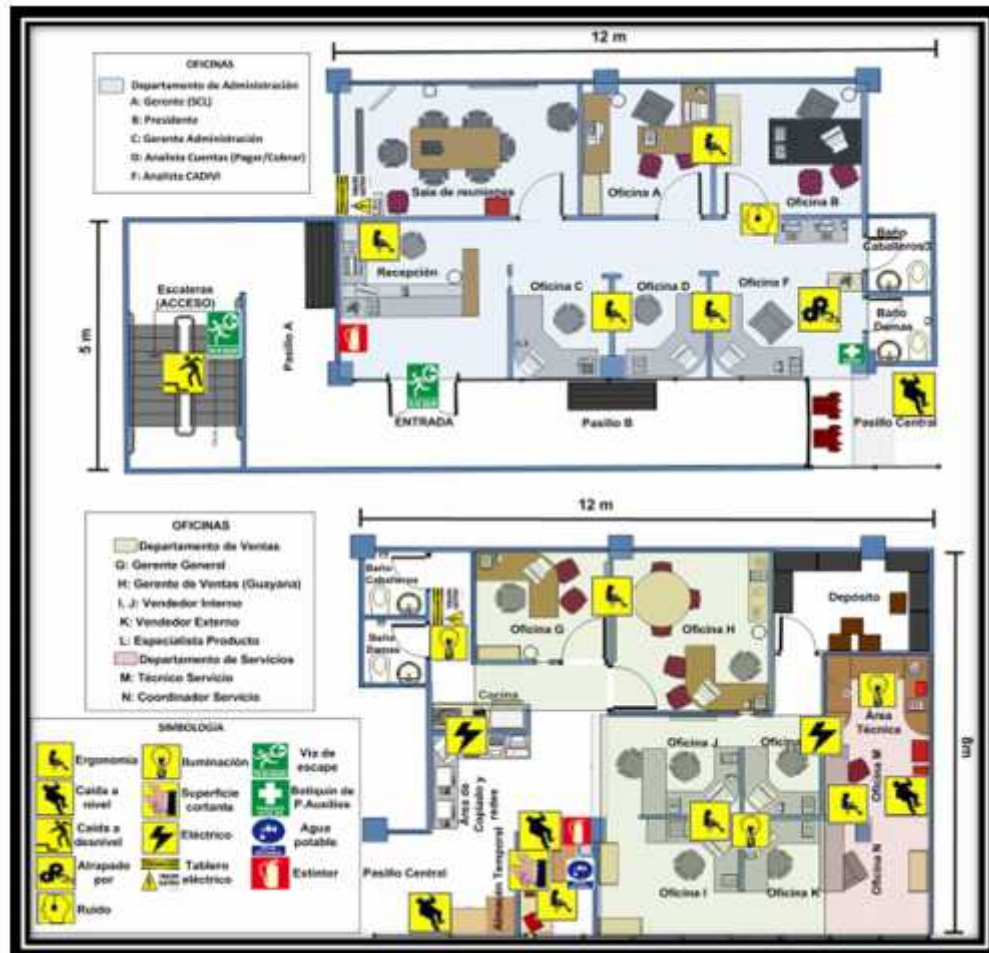 12 m
OFICINAS
Departamento de Administración
A: Gerente (SCL)
B: Presidente
C: Gerente Administración
D: Analista Cuentas (Pagar/Cobrar)
F: Analista CADIVI
Sala de reuniones
Oficina A
Oficina B
Baño
Caballeros
Recepción
Escaleras
(ACCESO)
Oficina C
Oficina D
Oficina F
Baño
Damas
5 m
Pasillo A
ENTRADA
Pasillo B
Pasillo Central
12 m
OFICINAS
Departamento de Ventas
G: Gerente General
H: Gerente de Ventas (Guayana)
I, J: Vendedor Interno
K: Vendedor Externo
L: Especialista Producto
Departamento de Servicios
M: Técnico Servicio
N: Coordinador Servicio
Baño
Caballeros
Baño
Damas
Oficina G
Oficina H
Depósito
8m
Cocina
Área
Técnica
Oficina J
Oficina M
Área de
Copiado y
redes
Oficina N
Almacén Temporal
Pasillo Central
Oficina I
Oficina K
SIMBOLOGÍA
Ergonomía
Iluminación
Vía de
escape
Caída a
nivel
Superficie
cortante
Botiquín de
P.Auxilios
Caída a
desnivel
Eléctrico
Agua
potable
Atrapado
por
Tablero
eléctrico
Extintor
Ruido